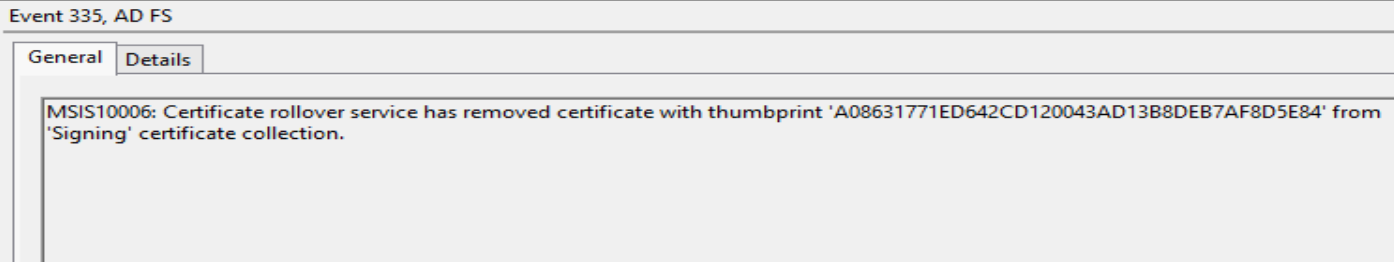 Event 335, AD FS
General Details
MSIS10006: Certificate rollover service has removed certificate with thumbprint 'A08631771ED642CD120043AD13B8DEB7AF8D5E84' from
'Signing' certificate collection.